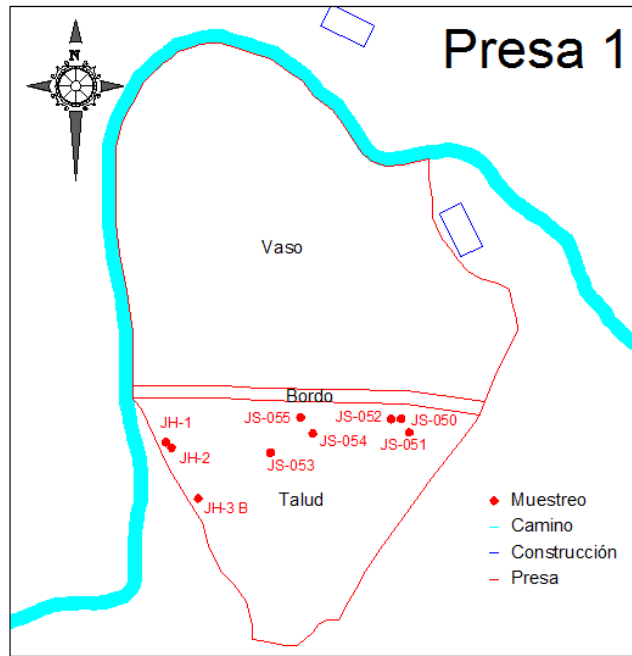 Presa 1
N
Vaso
Bordo
JS-055
JS-052
JS-050
JH-1
JS-054
JS-051
JH-2
JS-053
JH-3 B
Talud
Muestreo
Camino
Construcción
Presa